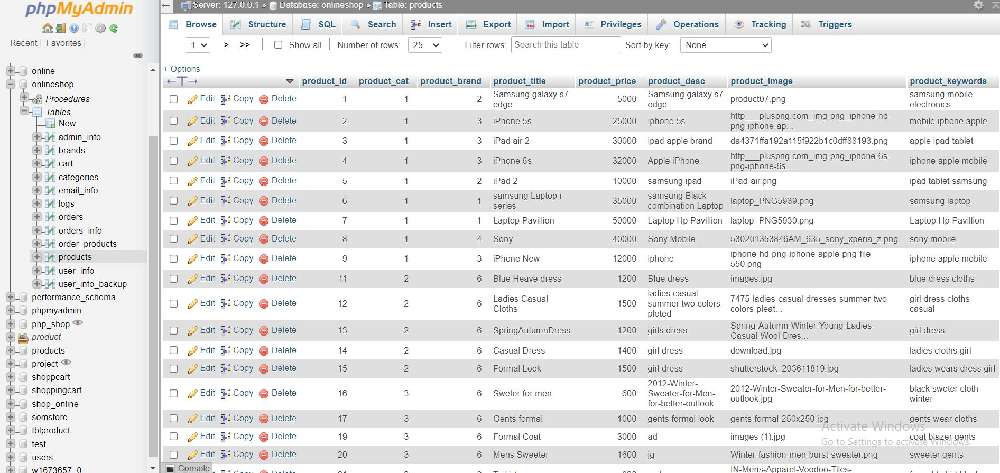 phpMyAdmin
Recent Favorites
online
onlineshop
Procedures
Tables
New
admin_info
brands
cart
categories
email_info
logs
orders
orders_info
order_products
products
user_info
user_info_backup
performance_schema
phpmyadmin
php_shop
product
products
project
shoppcart
shoppingcart
shop_online
somstore
tblproduct
test
users
w1673657_0
Server: 127.0.0.1 » Database: onlineshop » Table: products
Browse Structure SQL Search Insert Export Import Privileges Operations Tracking Triggers
1 > >> | Show all | Number of rows: 25 Filter rows: Search this table Sort by key: None
+ Options
←T→ product_id product_cat product_brand product_title product_price product_desc product_image product_keywords
Edit Copy Delete 1 1 2 Samsung galaxy s7 edge 5000 Samsung galaxy s7 edge product07.png samsung mobile electronics
Edit Copy Delete 2 1 3 iPhone 5s 25000 iphone 5s http___pluspng.com_img-png_iphone-hd-png-iphone-ap... mobile iphone apple
Edit Copy Delete 3 1 3 iPad air 2 30000 ipad apple brand da4371ffa192a115f922b1c0dff88193.png apple ipad tablet
Edit Copy Delete 4 1 3 iPhone 6s 32000 Apple iPhone http___pluspng.com_img-png_iphone-6s-png-iphone-6s... iphone apple mobile
Edit Copy Delete 5 1 2 iPad 2 10000 samsung ipad iPad-air.png ipad tablet samsung
Edit Copy Delete 6 1 1 samsung Laptop r series 35000 samsung Black combination Laptop laptop_PNG5939.png samsung laptop
Edit Copy Delete 7 1 1 Laptop Pavillion 50000 Laptop Hp Pavillion laptop_PNG5930.png Laptop Hp Pavillion
Edit Copy Delete 8 1 4 Sony 40000 Sony Mobile 530201353846AM_635_sony_xperia_z.png sony mobile
Edit Copy Delete 9 1 3 iPhone New 12000 iphone iphone-hd-png-iphone-apple-png-file-550.png iphone apple mobile
Edit Copy Delete 11 2 6 Blue Heave dress 1200 Blue dress images.jpg blue dress cloths
Edit Copy Delete 12 2 6 Ladies Casual Cloths 1500 ladies casual summer two colors pleted 7475-ladies-casual-dresses-summer-two-colors-pleat... girl dress cloths casual
Edit Copy Delete 13 2 6 SpringAutumnDress 1200 girls dress Spring-Autumn-Winter-Young-Ladies-Casual-Wool-Dres... girl dress
Edit Copy Delete 14 2 6 Casual Dress 1400 girl dress download.jpg ladies cloths girl
Edit Copy Delete 15 2 6 Formal Look 1500 girl dress shutterstock_203611819.jpg ladies wears dress girl
Edit Copy Delete 16 3 6 Sweter for men 600 2012-Winter-Sweater-for-Men-for-better-outlook 2012-Winter-Sweater-for-Men-for-better-outlook.jpg black sweter cloth winter
Edit Copy Delete 17 3 6 Gents formal 1000 gents formal look gents-formal-250x250.jpg gents wear cloths
Edit Copy Delete 19 3 6 Formal Coat 3000 ad images (1).jpg coat blazer gents
Edit Copy Delete 20 3 6 Mens Sweeter 1600 jg Winter-fashion-men-burst-sweater.png sweeter gents
IN-Mens-Apparel-Voodoo-Tiles-
Activate Windows
Go to Settings to activate Windows.
Console